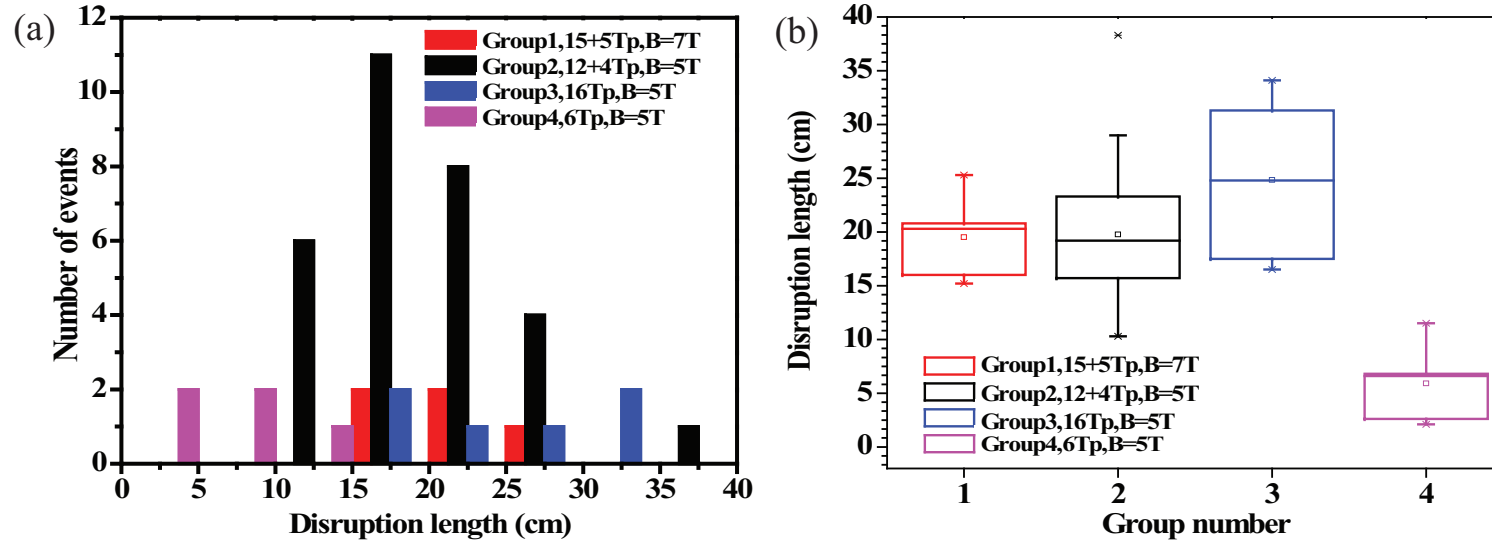 (a)
12
10
8
6
4
2
0
Number of events
Group1,15+5Tp,B=7T
Group2,12+4Tp,B=5T
Group3,16Tp,B=5T
Group4,6Tp,B=5T
0 5 10 15 20 25 30 35 40
Disruption length (cm)
(b)
40
35
30
25
20
15
10
5
0
Disruption length (cm)
Group1,15+5Tp,B=7T
Group2,12+4Tp,B=5T
Group3,16Tp,B=5T
Group4,6Tp,B=5T
1 2 3 4
Group number